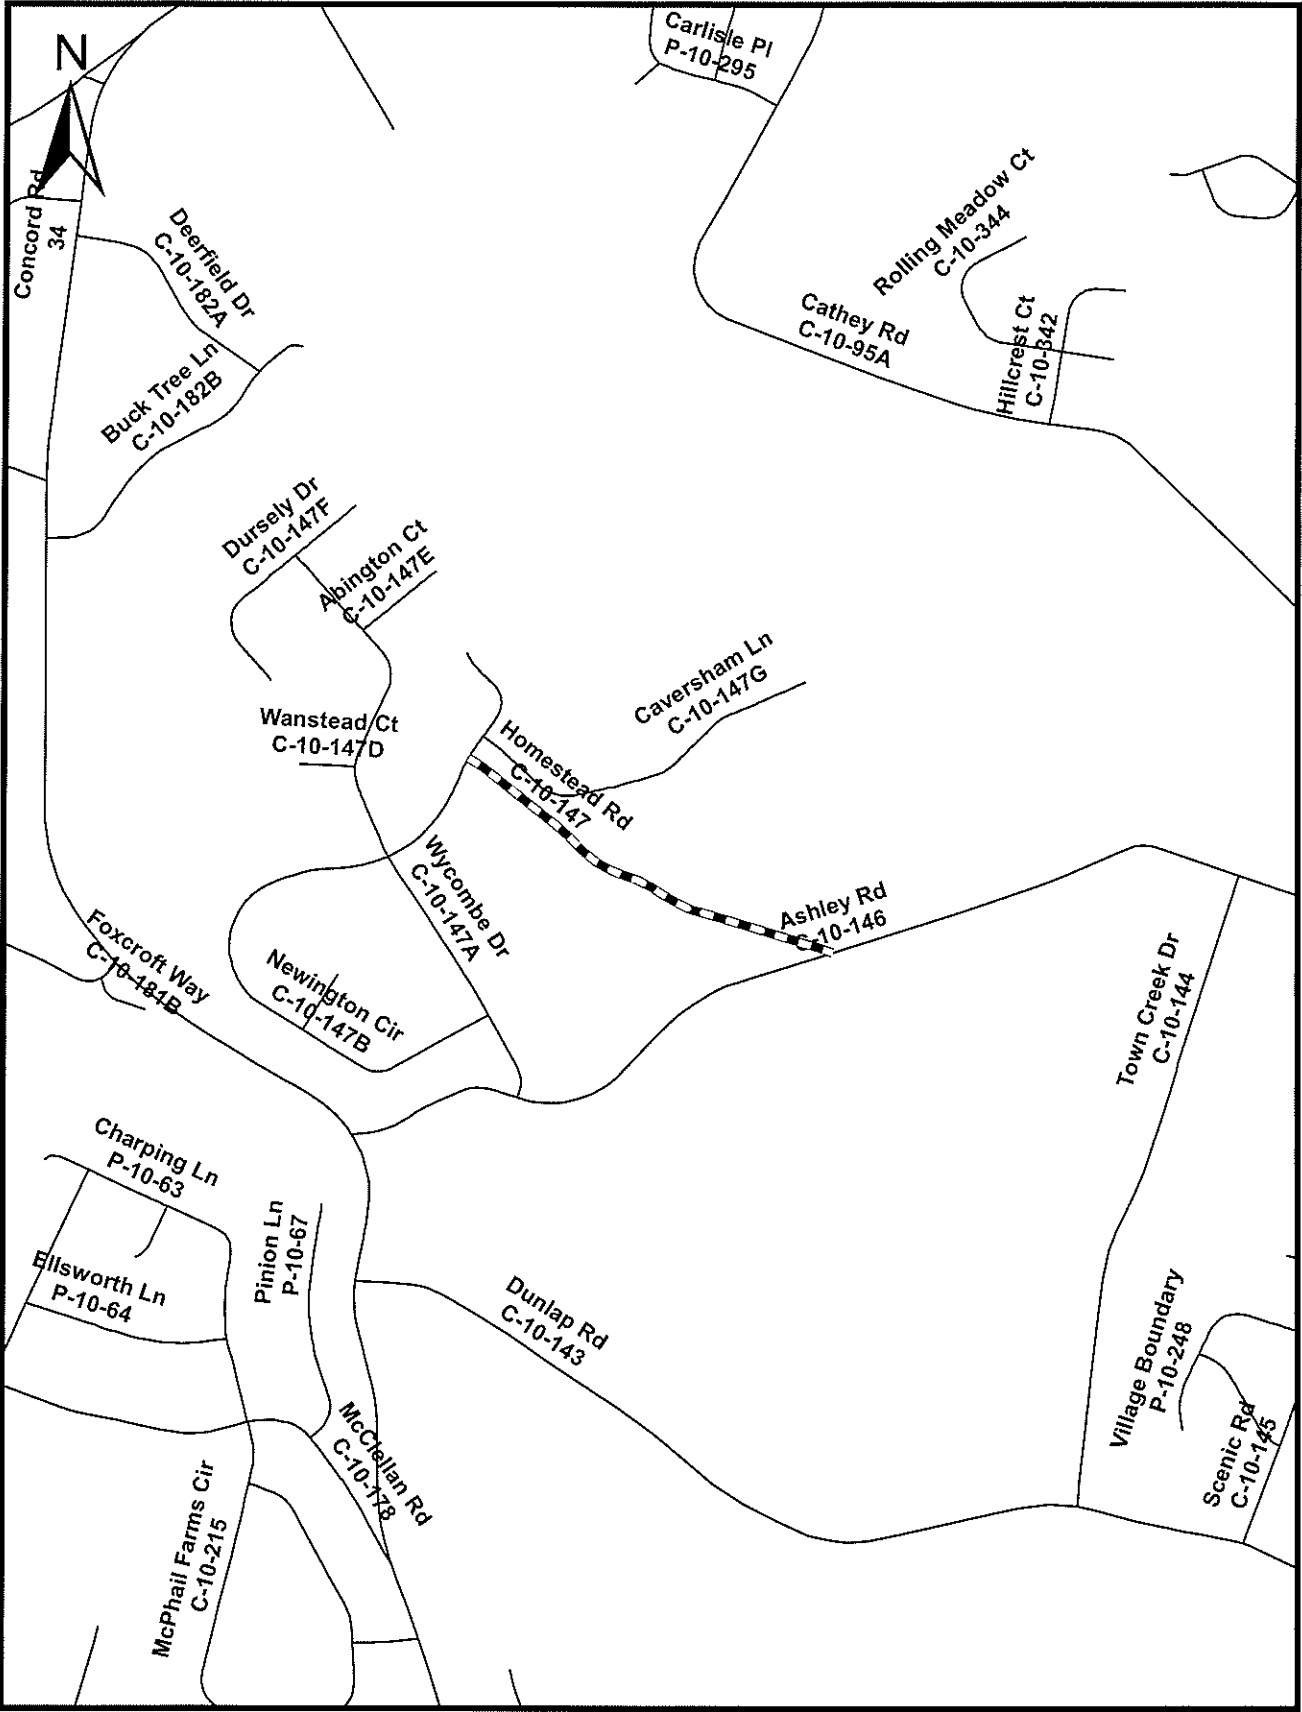 N
Carlisle Pl
P-10-295
Concord Rd
34
Deerfield Dr
C-10-182A
Rolling Meadow Ct
C-10-344
Cathey Rd
C-10-95A
Hillcrest Ct
C-10-342
Buck Tree Ln
C-10-182B
Dursely Dr
C-10-147F
Abington Ct
C-10-147E
Caversham Ln
C-10-147G
Wanstead Ct
C-10-147D
Homestead Rd
C-10-147
Wycombe Dr
C-10-147A
Ashley Rd
C-10-146
Foxcroft Way
C-10-181B
Newington Cir
C-10-147B
Town Creek Dr
C-10-144
Charping Ln
P-10-63
Pinion Ln
P-10-67
Ellsworth Ln
P-10-64
Dunlap Rd
C-10-143
Village Boundary
P-10-248
McClellan Rd
C-10-178
Scenic Rd
C-10-145
McPhail Farms Cir
C-10-215